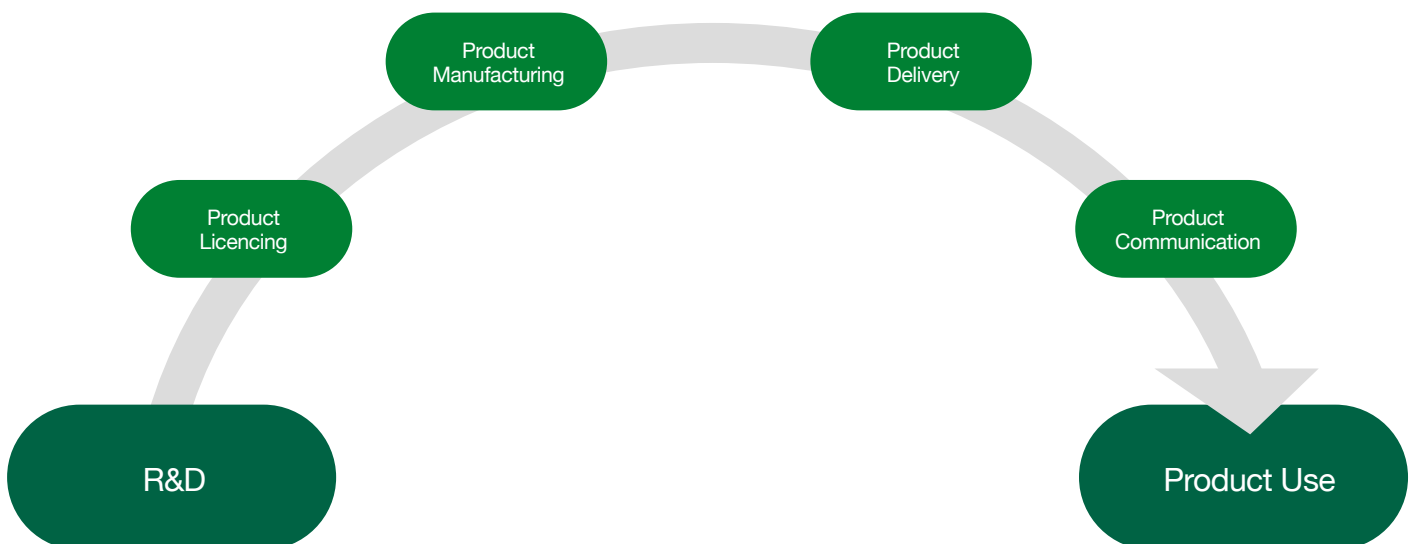 Product
Manufacturing
Product
Delivery
Product
Licencing
Product
Communication
R&D
Product Use